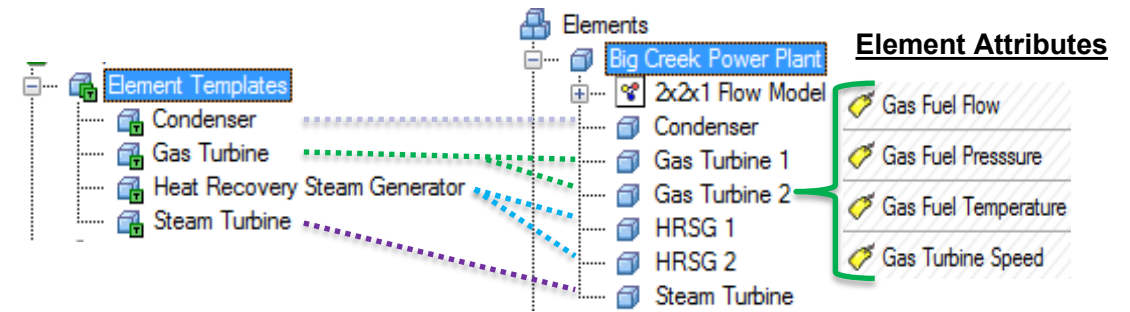 Element Templates
Condenser
Gas Turbine
Heat Recovery Steam Generator
Steam Turbine
Elements
Big Creek Power Plant
2x2x1 Flow Model
Condenser
Gas Turbine 1
Gas Turbine 2
HRSG 1
HRSG 2
Steam Turbine
Element Attributes
Gas Fuel Flow
Gas Fuel Presssure
Gas Fuel Temperature
Gas Turbine Speed